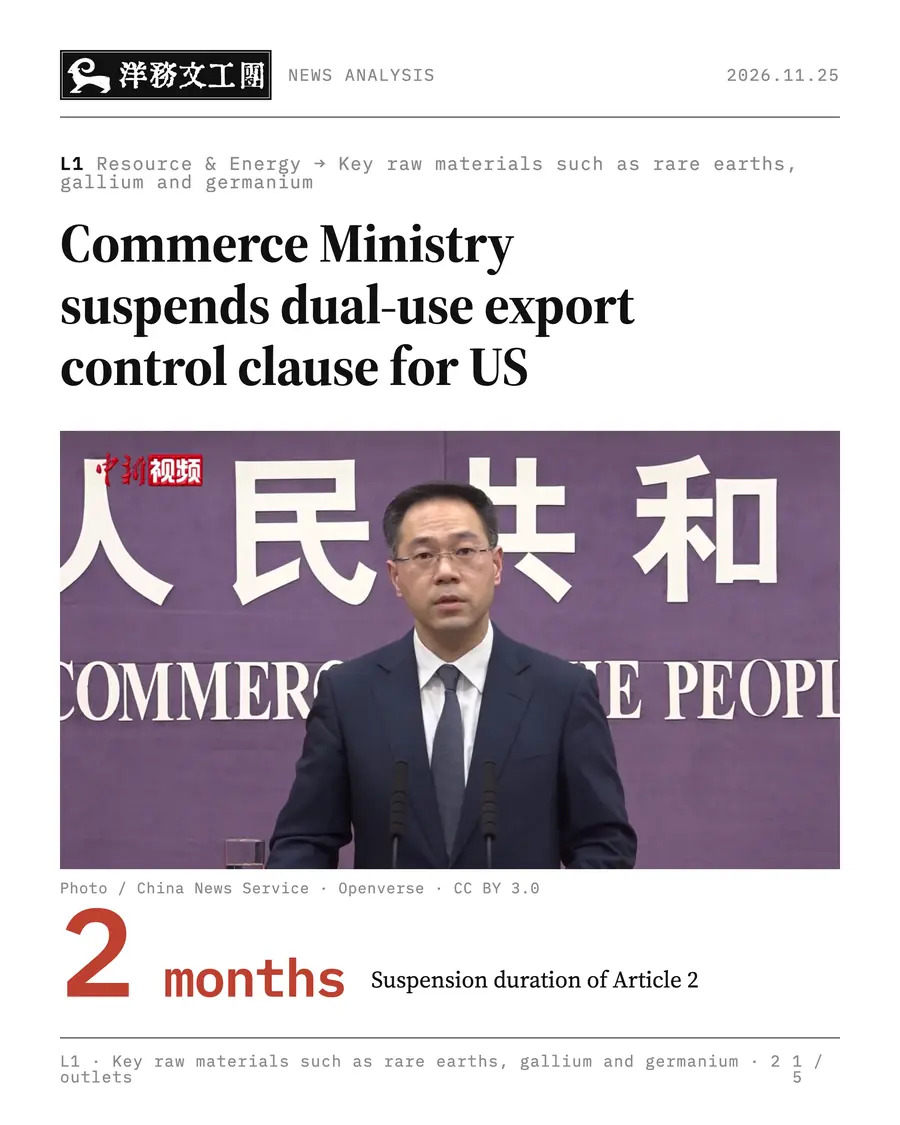 洋務文工團
NEWS ANALYSIS
2026.11.25
L1 Resource & Energy → Key raw materials such as rare earths,
gallium and germanium
Commerce Ministry
suspends dual-use export
control clause for US
中新视频
人民共和
COMMERC HE PEOPL
Photo / China News Service · Openverse · CC BY 3.0
2 months Suspension duration of Article 2
L1 · Key raw materials such as rare earths, gallium and germanium · 2
outlets
1 /
5